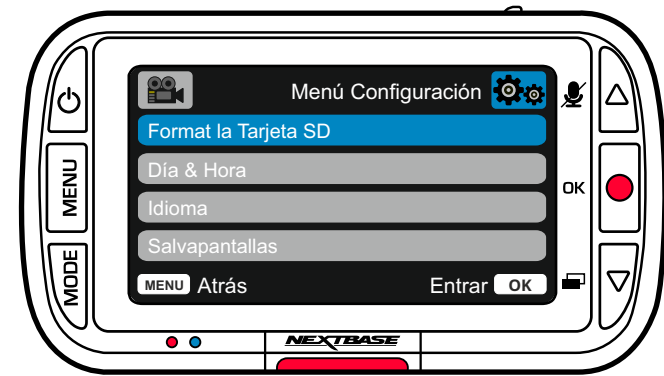 Menú Configuración
Format la Tarjeta SD
Día & Hora
Idioma
Salvapantallas
MENU Atrás Entrar OK
MENU
MODE
OK
NEXTBASE